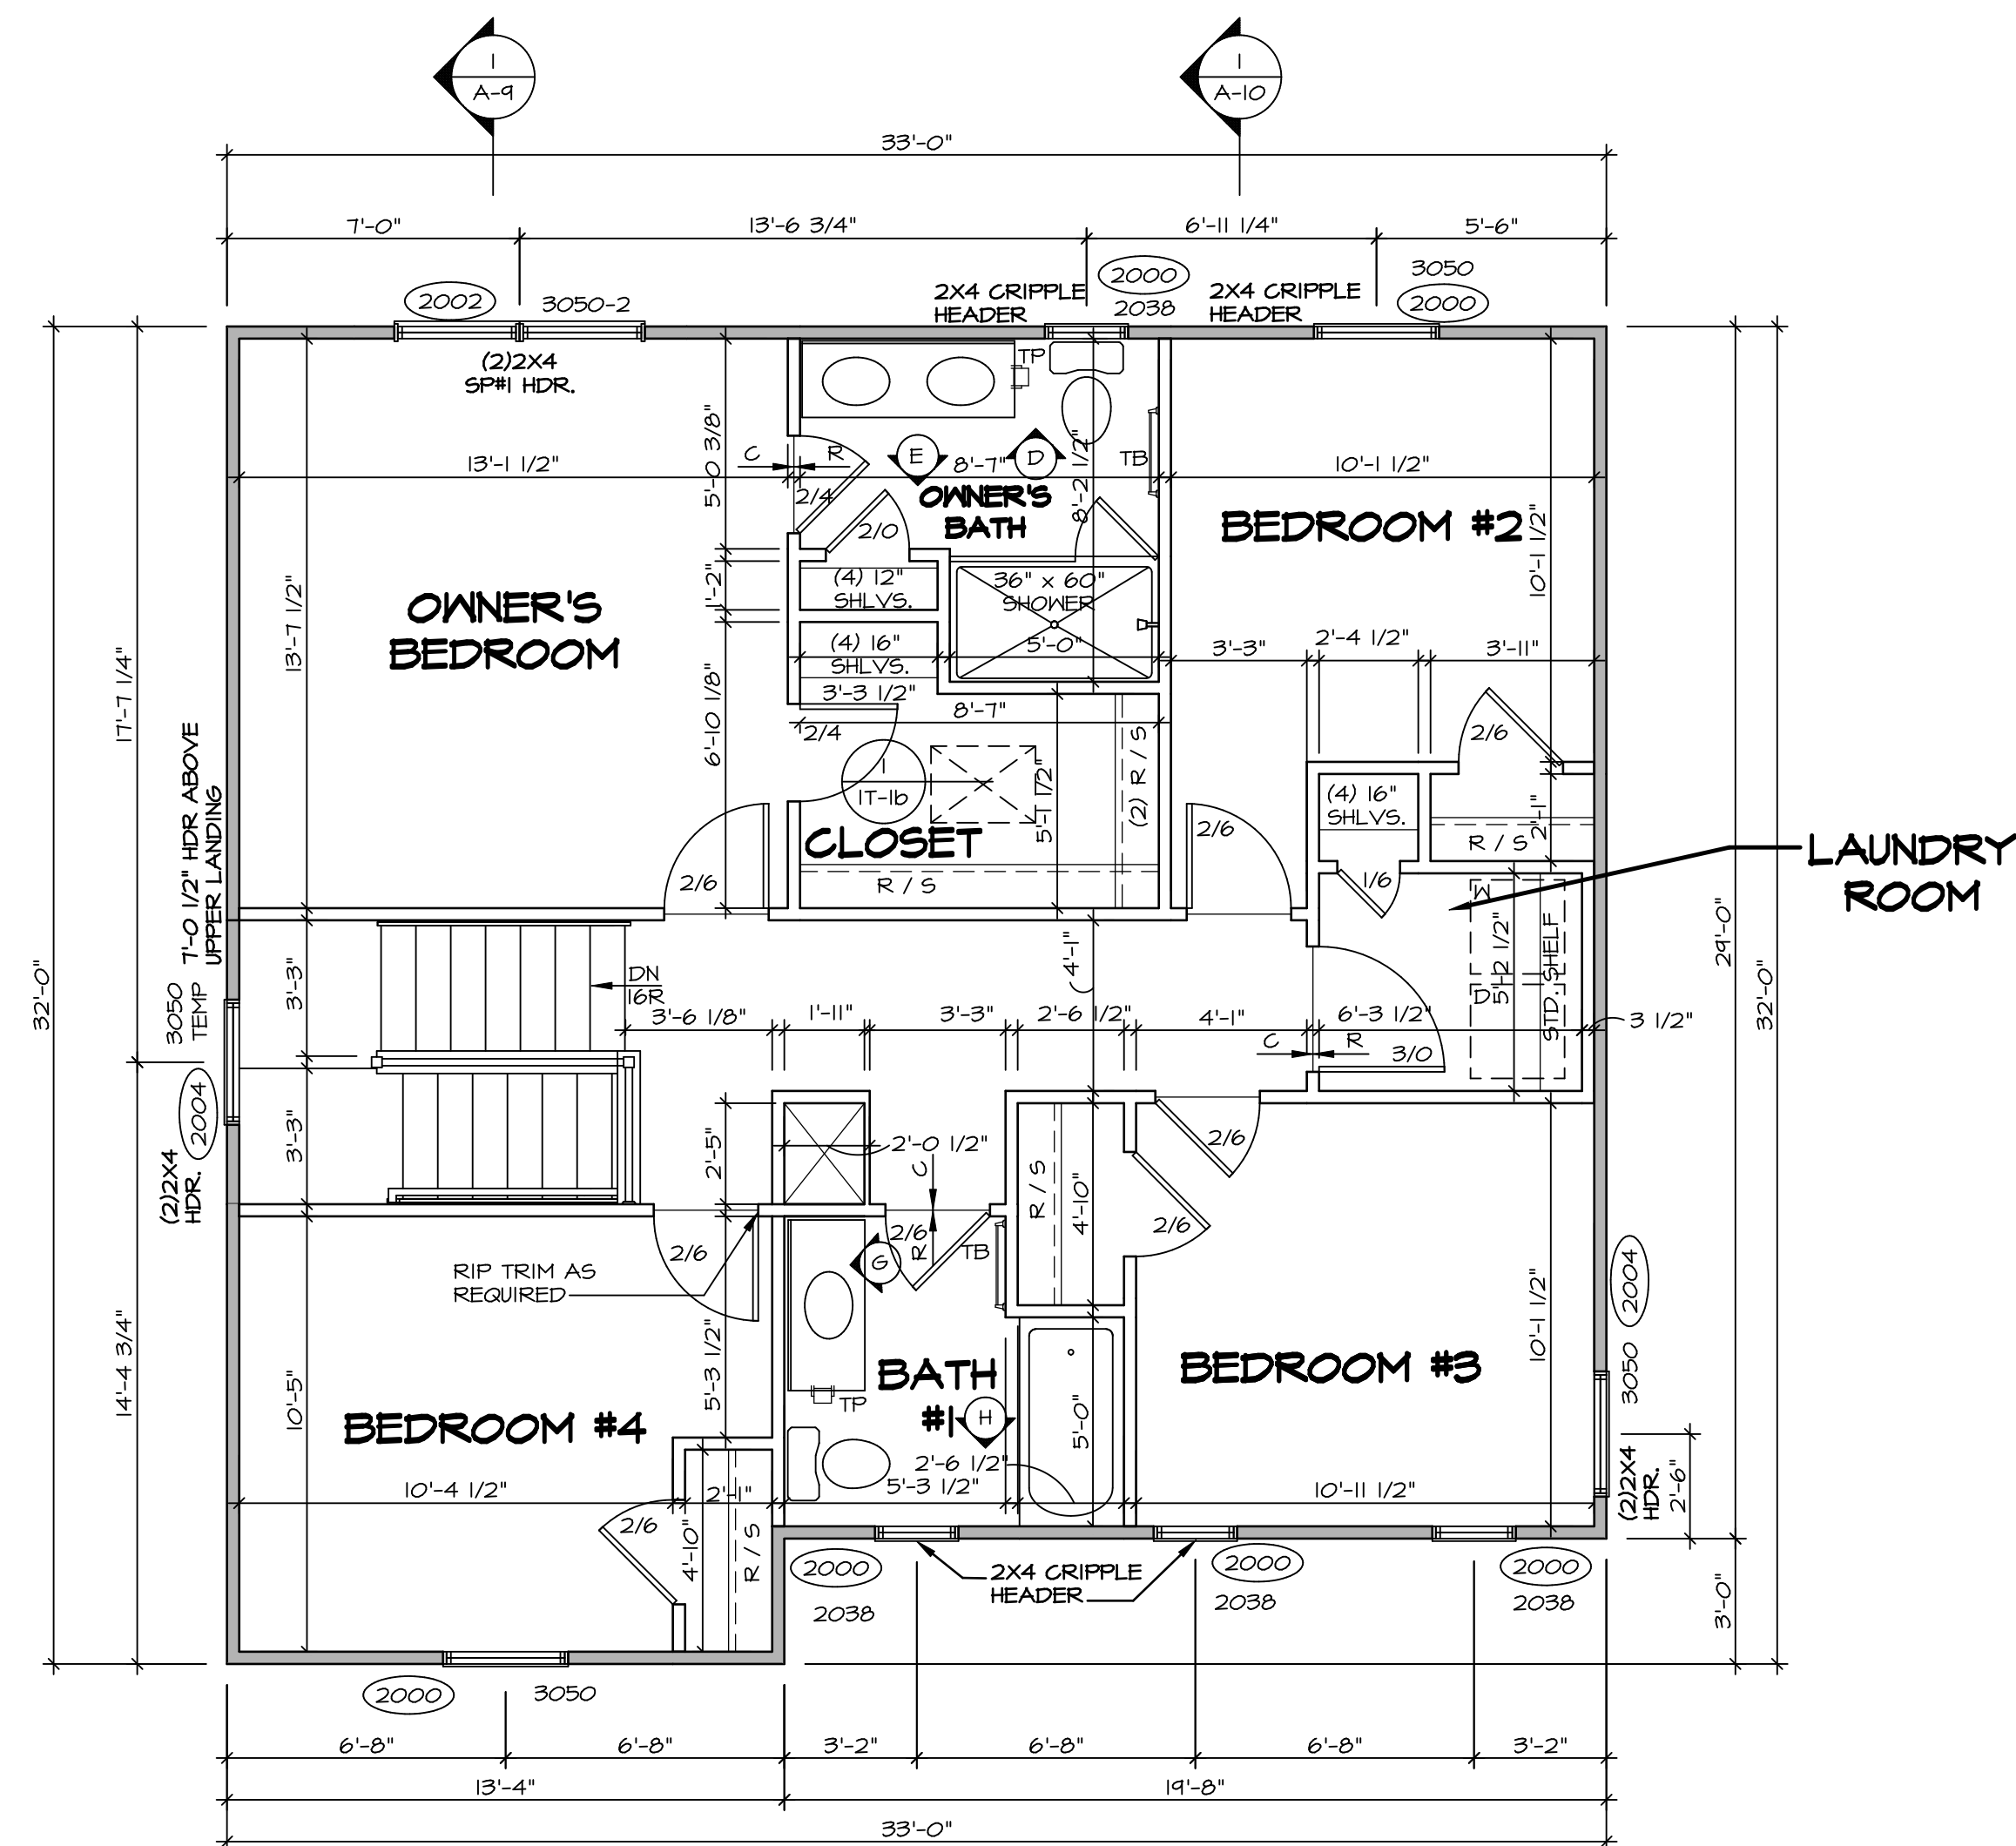 1
A-9
1
A-10
33'-0"
7'-0"
13'-6 3/4"
6'-11 1/4"
5'-6"
2002
3050-2
2X4 CRIPPLE
HEADER
2000
2038
2X4 CRIPPLE
HEADER
3050
2000
(2)2X4
SP#1 HDR.
TP
13'-1 1/2"
5'-0 3/8"
C
R
2/4
E
8'-7"
D
8'-2 1/2"
TB
OWNER'S
BATH
10'-1 1/2"
BEDROOM #2
10'-1 1/2"
2/0
13'-7 1/2"
OWNER'S
BEDROOM
1'-2"
(4) 12"
SHLVS.
36" x 60"
SHOWER
5'-0"
(4) 16"
SHLVS.
3'-3 1/2"
8'-7"
3'-3"
2'-4 1/2"
3'-11"
6'-10 1/8"
2/4
1
IT-1b
5'-1 1/2"
(2) R / S
CLOSET
R / S
2/6
2/6
2/6
(4) 16"
SHLVS.
R / S
2'-1"
1/6
LAUNDRY
ROOM
17'-7 1/4"
7'-0 1/2" HDR ABOVE
UPPER LANDING
32'-0"
3050
TEMP
2004
(2)2X4
HDR.
3'-3"
3'-3"
DN
16R
3'-6 1/8"
1'-11"
3'-3"
4'-1"
2'-6 1/2"
4'-1"
6'-3 1/2"
3 1/2"
W
D
5'-2 1/2"
STD. SHELF
C
R
3/0
29'-0"
32'-0"
2'-5"
2'-0 1/2"
C
R
2/6
TB
G
R / S
4'-10"
2/6
2/6
2/6
RIP TRIM AS
REQUIRED
14'-4 3/4"
10'-5"
5'-3 1/2"
BEDROOM #4
BATH
#1
H
TP
5'-0"
BEDROOM #3
10'-1 1/2"
2004
3050
(2)2X4
HDR.
2'-6"
10'-4 1/2"
2'-1"
2'-6 1/2"
5'-3 1/2"
10'-11 1/2"
2/6
4'-10"
R / S
2000
2038
2X4 CRIPPLE
HEADER
2000
2038
2000
2038
3'-0"
2000
3050
6'-8"
6'-8"
3'-2"
6'-8"
6'-8"
3'-2"
13'-4"
19'-8"
33'-0"